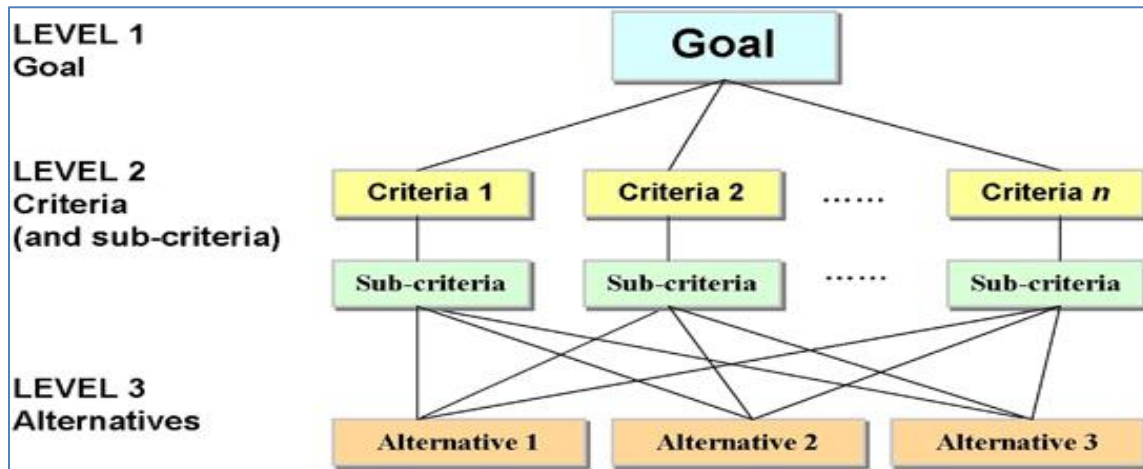 LEVEL 1
Goal
Goal
LEVEL 2
Criteria
(and sub-criteria)
Criteria 1
Criteria 2
......
Criteria n
Sub-criteria
Sub-criteria
......
Sub-criteria
LEVEL 3
Alternatives
Alternative 1
Alternative 2
Alternative 3